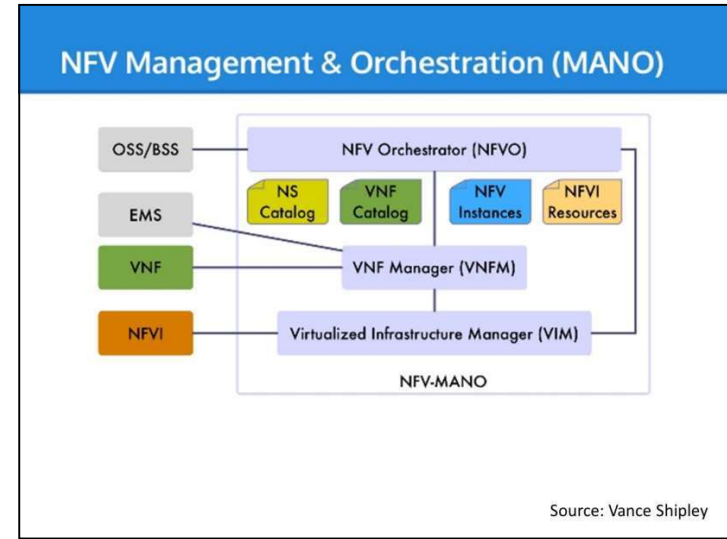 NFV Management & Orchestration (MANO)
OSS/BSS
NFV Orchestrator (NFVO)
NS
Catalog
VNF
Catalog
NFV
Instances
NFVI
Resources
EMS
VNF
VNF Manager (VNFM)
NFVI
Virtualized Infrastructure Manager (VIM)
NFV-MANO
Source: Vance Shipley